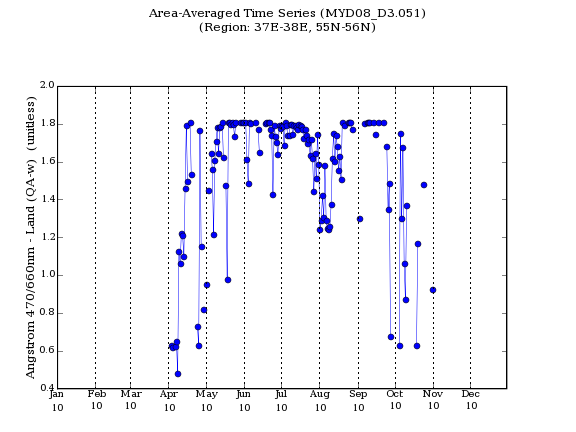 Area-Averaged Time Series (MYD08_D3.051)
(Region: 37E-38E, 55N-56N)
Angstrom 470/660nm - Land (QA-w) (unitless)
2.0
1.8
1.6
1.4
1.2
1.0
0.8
0.6
0.4
Jan Feb Mar Apr May Jun Jul Aug Sep Oct Nov Dec
10 10 10 10 10 10 10 10 10 10 10 10